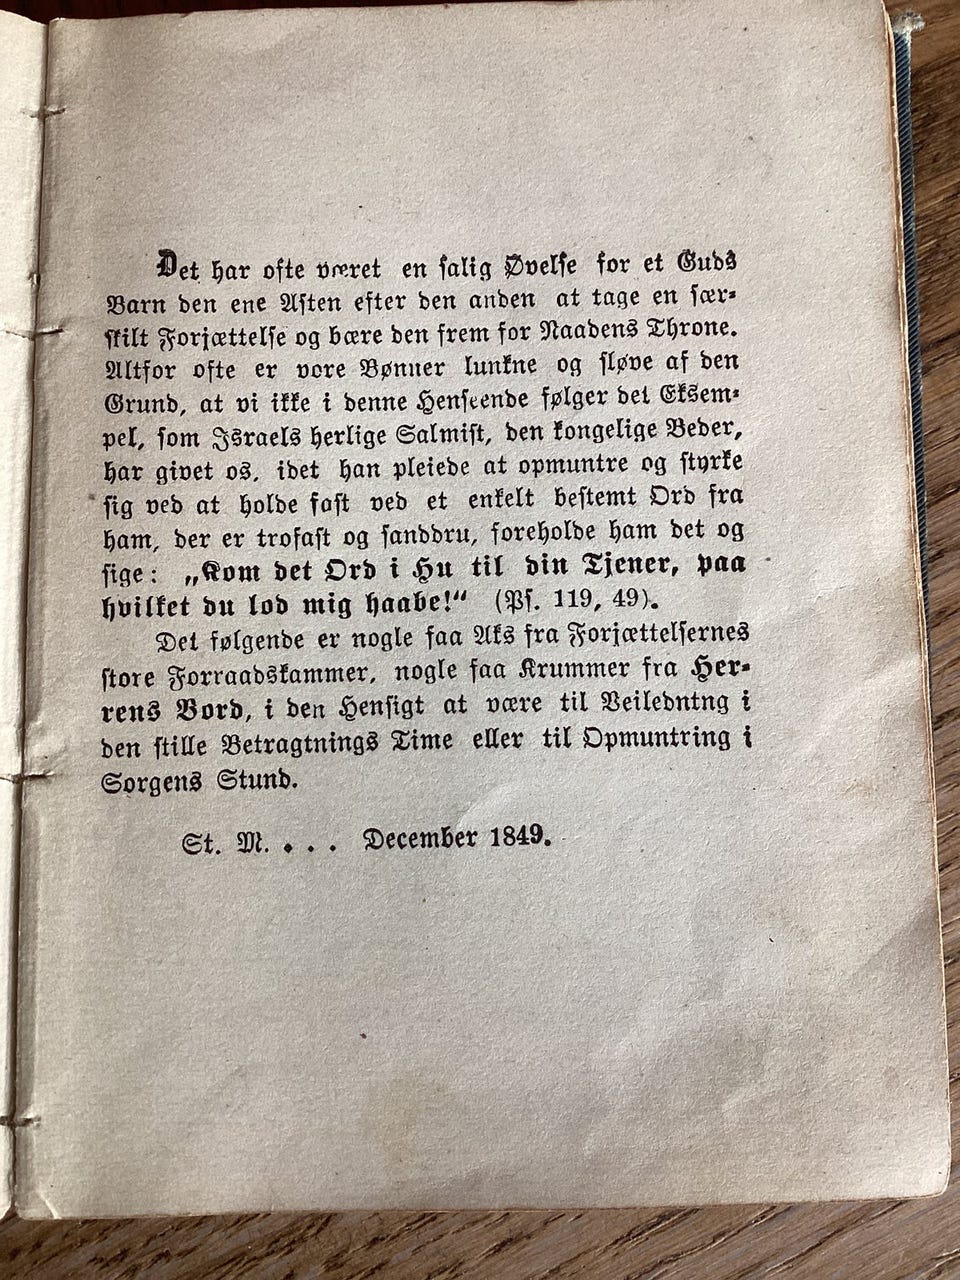 Det har ofte været en salig Øvelse for et Guds
Barn den ene Aften efter den anden at tage en sær-
skilt Forjættelse og bære den frem for Naadens Throne.
Altfor ofte er vore Bønner lunkne og sløve af den
Grund, at vi ikke i denne Henseende følger det Eksem-
pel, som Israels herlige Salmist, den kongelige Beder,
har givet os, idet han pleiede at opmuntre og styrke
sig ved at holde fast ved et enkelt bestemt Ord fra
ham, der er trofast og sanddru, foreholde ham det og
sige: „Kom det Ord i Hu til din Tjener, paa
hvilket du lod mig haabe!“ (Ps. 119, 49).
Det følgende er nogle faa Aks fra Forjættelsernes
store Forraadskammer, nogle faa Krummer fra Her-
rens Bord, i den Hensigt at være til Veiledntng i
den stille Betragtnings Time eller til Opmuntring i
Sorgens Stund.
St. M. . . . December 1849.